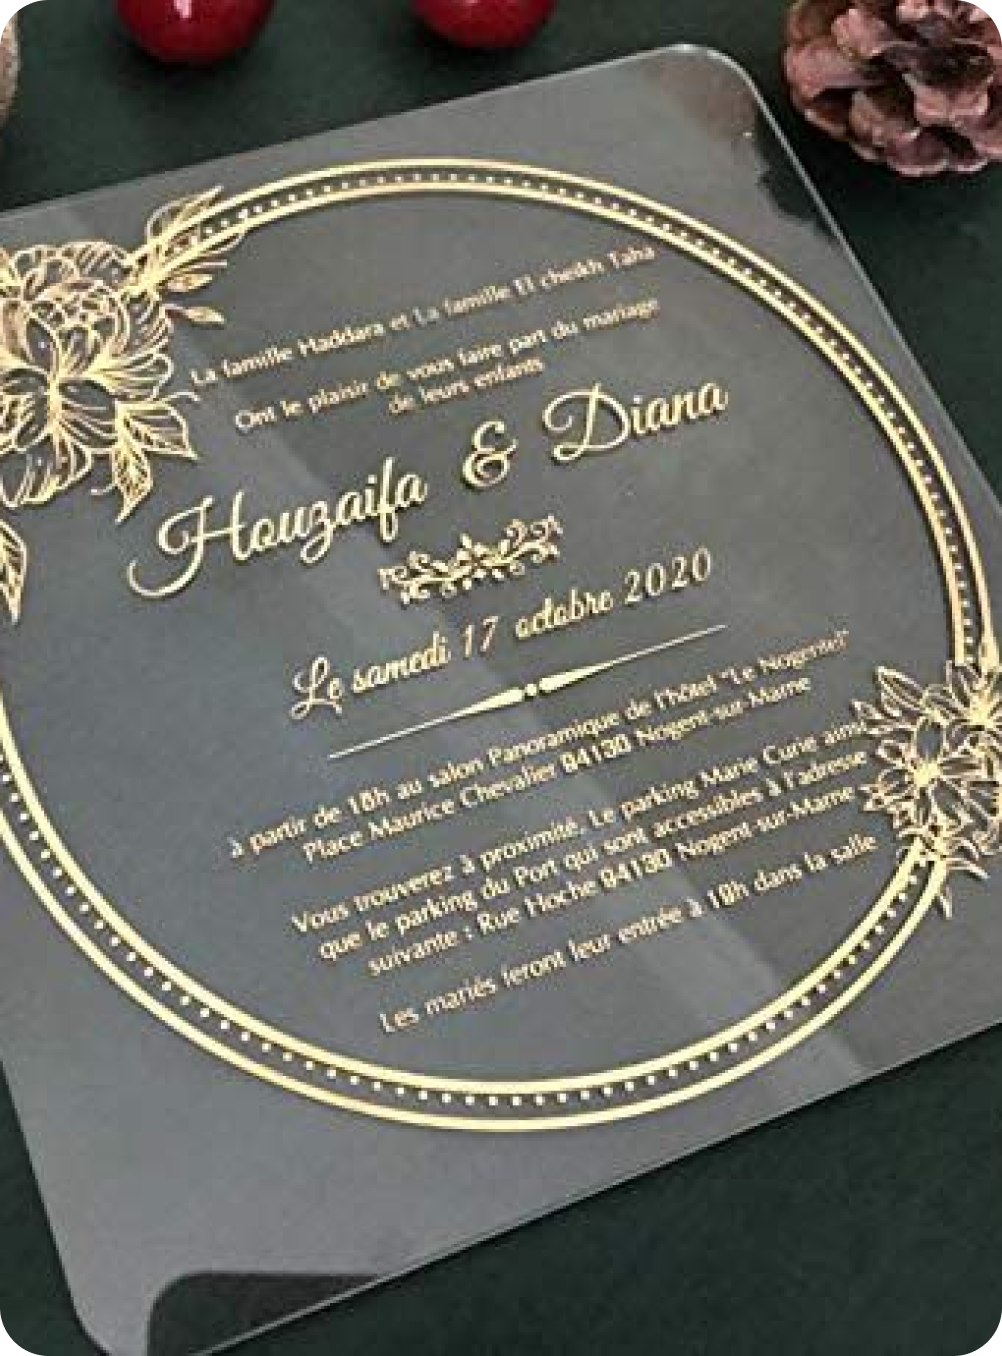 La famille Haddara et La famille El cheikh Taha
Ont le plaisir de vous faire part du mariage
de leurs enfants
Houzaifa & Diana
Le samedi 17 octobre 2020
à partir de 18h au salon Panoramique de l'hôtel "Le Nogentel"
Place Maurice Chevalier 94130 Nogent-sur-Marne
Vous trouverez à proximité. Le parking Marie Curie ainsi
que le parking du Port qui sont accessibles à l'adresse
suivante : Rue Hoche 94130 Nogent-sur-Marne
Les mariés feront leur entrée à 19h dans la salle